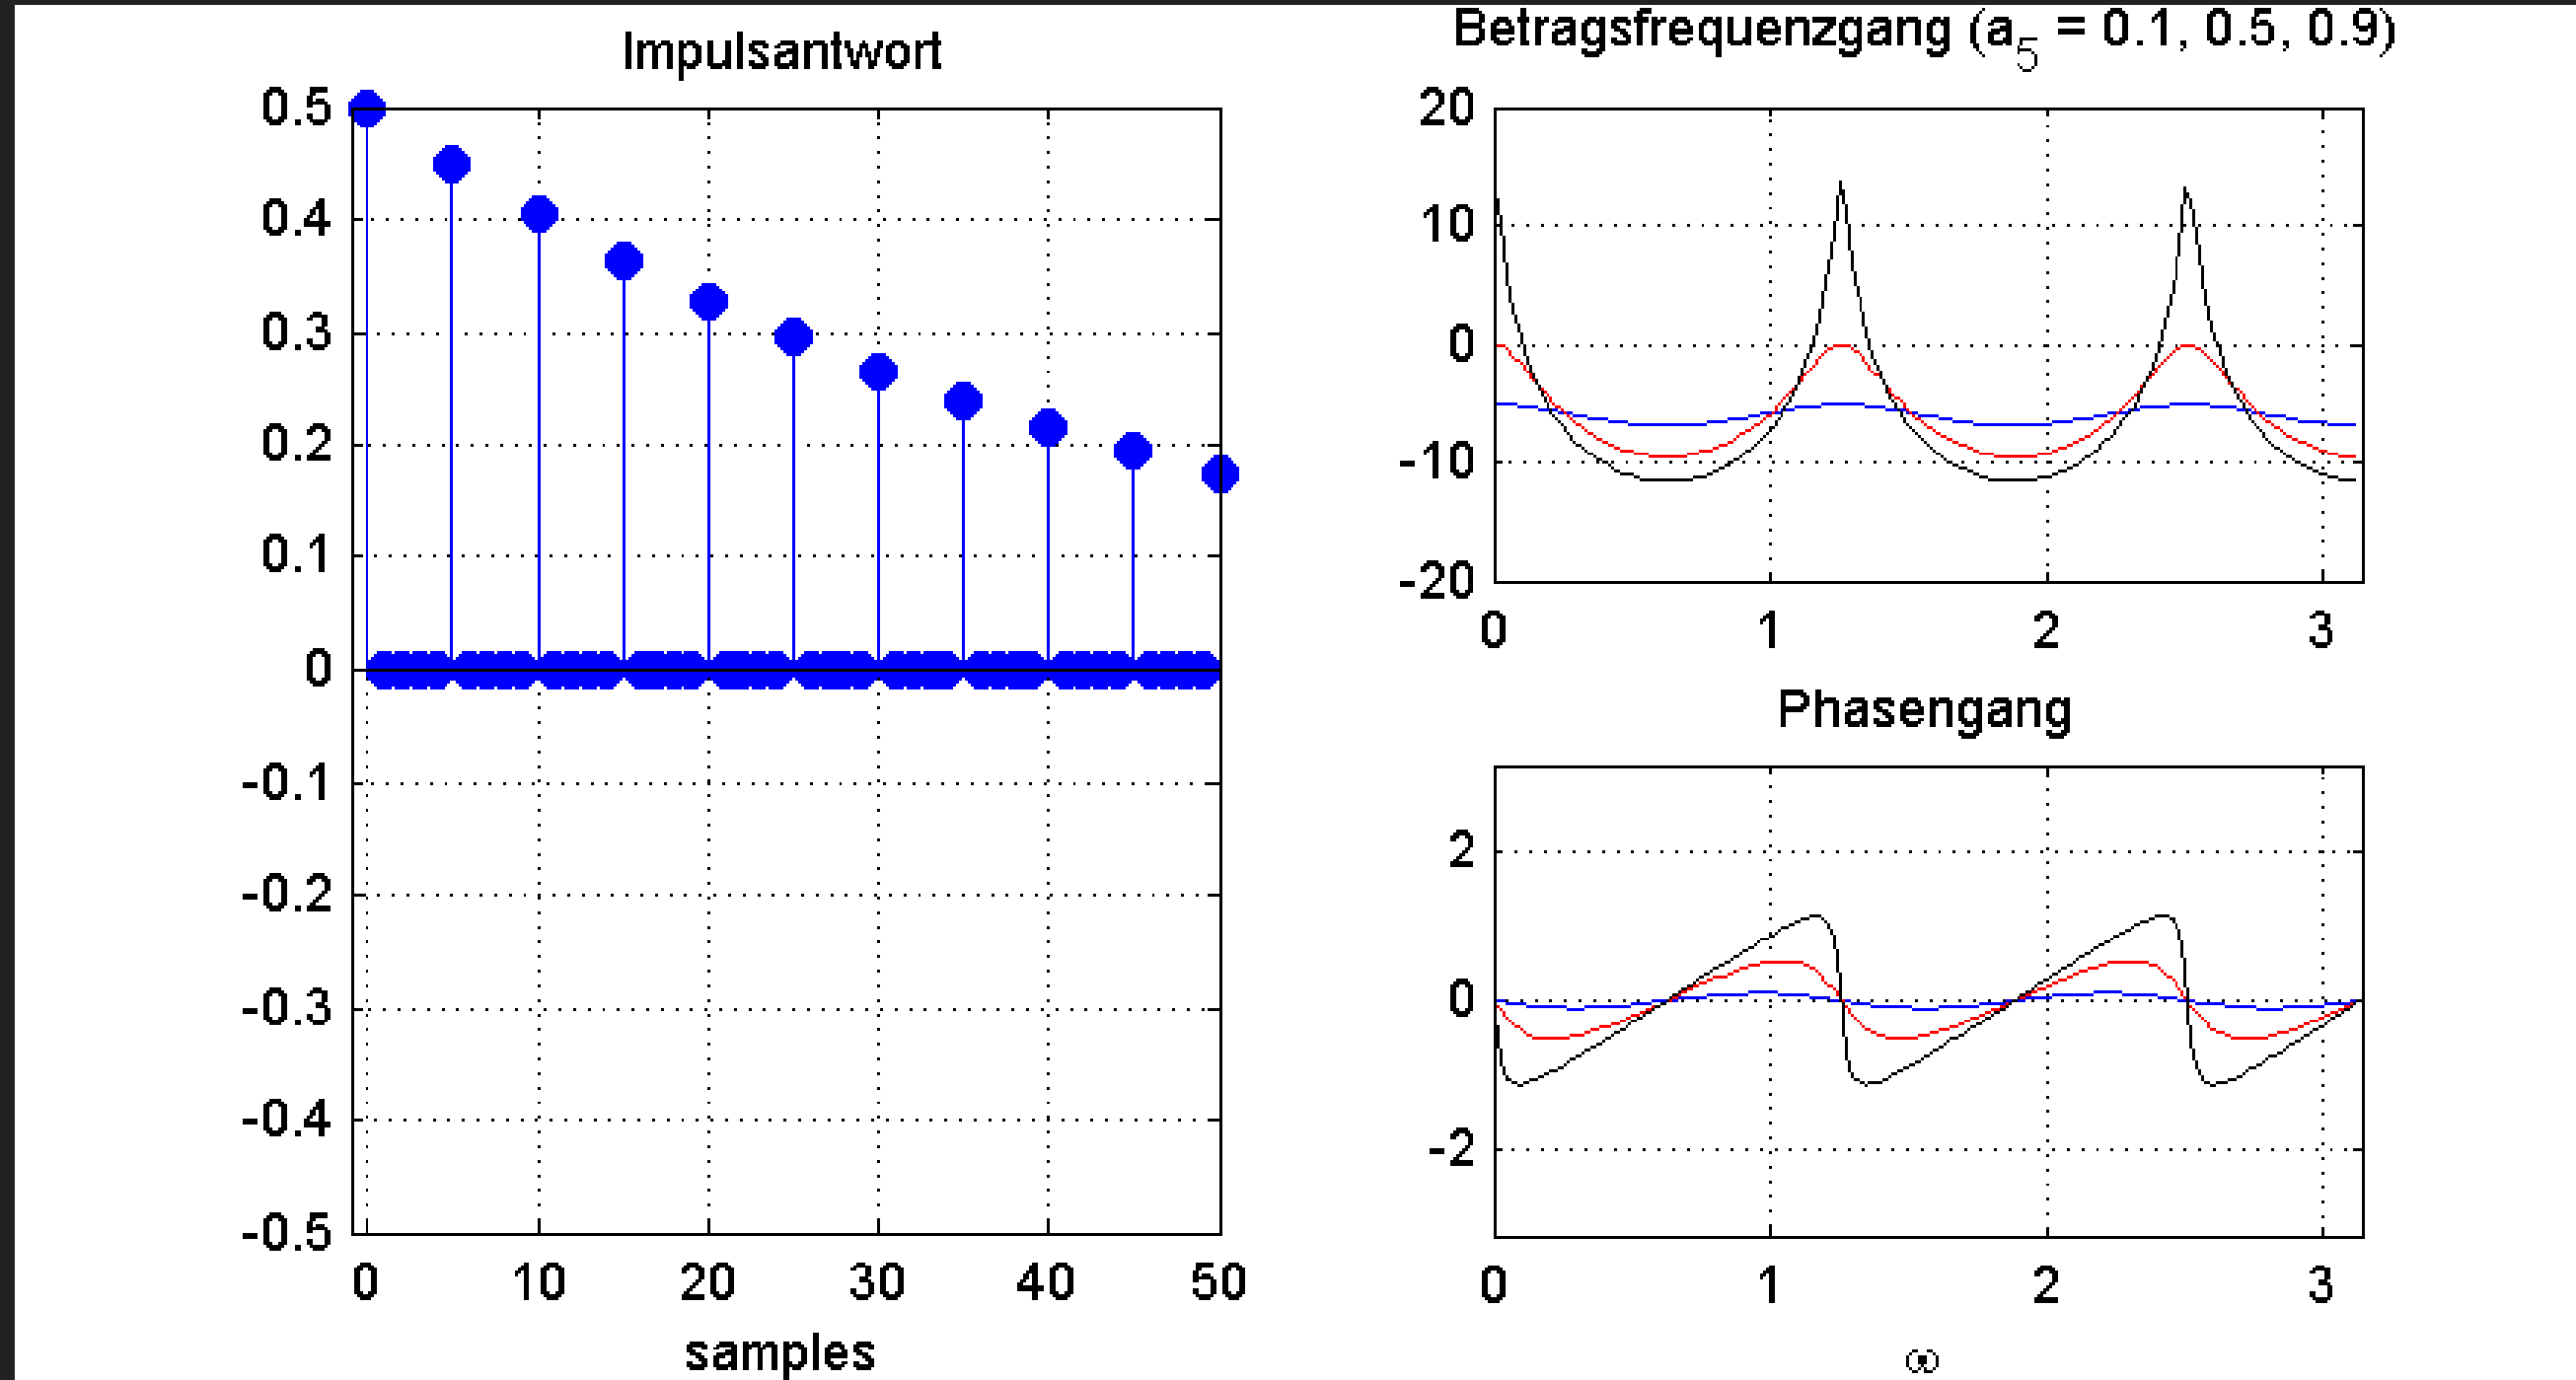 Impulsantwort
0.5
0.4
0.3
0.2
0.1
0
-0.1
-0.2
-0.3
-0.4
-0.5
0 10 20 30 40 50
samples
Betragsfrequenzgang (a₅ = 0.1, 0.5, 0.9)
20
10
0
-10
-20
0 1 2 3
Phasengang
2
0
-2
0 1 2 3
ω